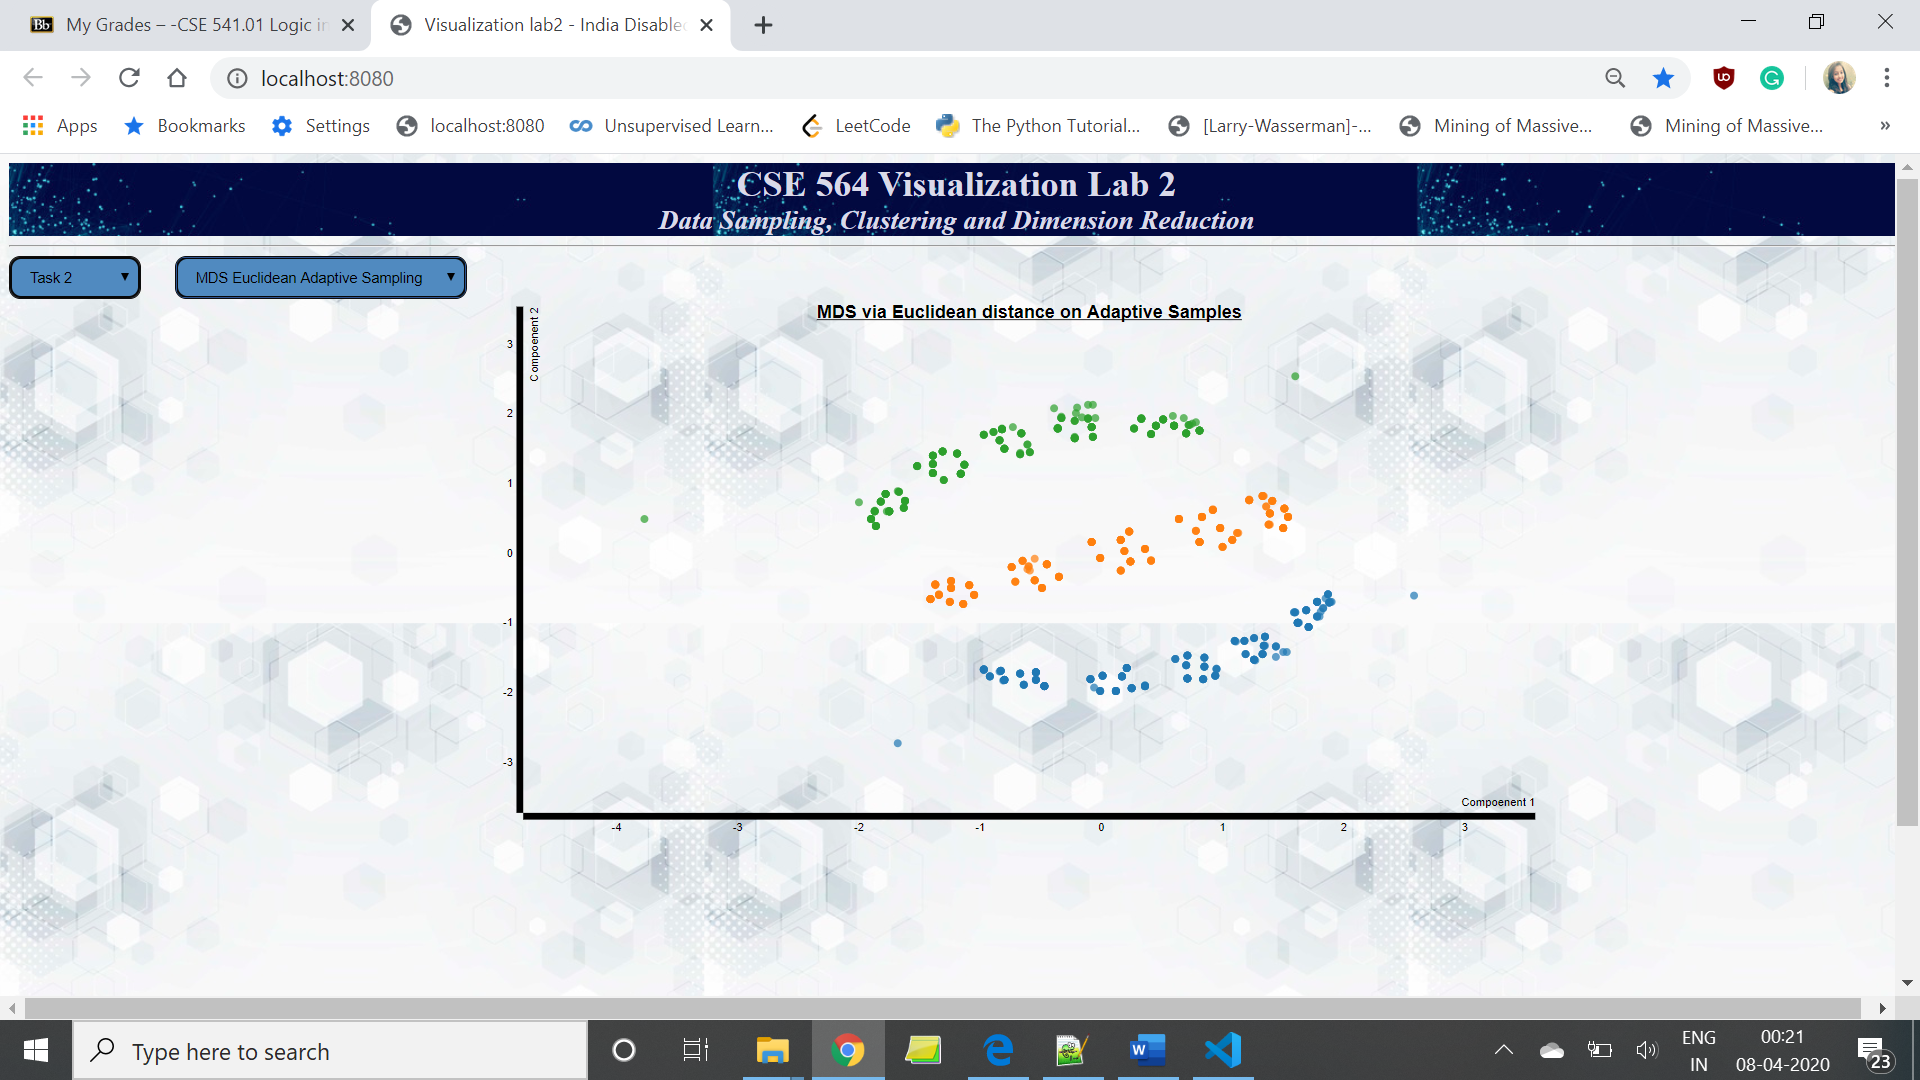 My Grades – -CSE 541.01 Logic in
Visualization lab2 - India Disabled
localhost:8080
Apps
Bookmarks
Settings
localhost:8080
Unsupervised Learn...
LeetCode
The Python Tutorial...
[Larry-Wasserman]-...
Mining of Massive...
Mining of Massive...
»
CSE 564 Visualization Lab 2
Data Sampling, Clustering and Dimension Reduction
Task 2
MDS Euclidean Adaptive Sampling
MDS via Euclidean distance on Adaptive Samples
Compoenent 2
3
2
1
0
-1
-2
-3
Compoenent 1
-4 -3 -2 -1 0 1 2 3
Type here to search
ENG
IN
00:21
08-04-2020
23